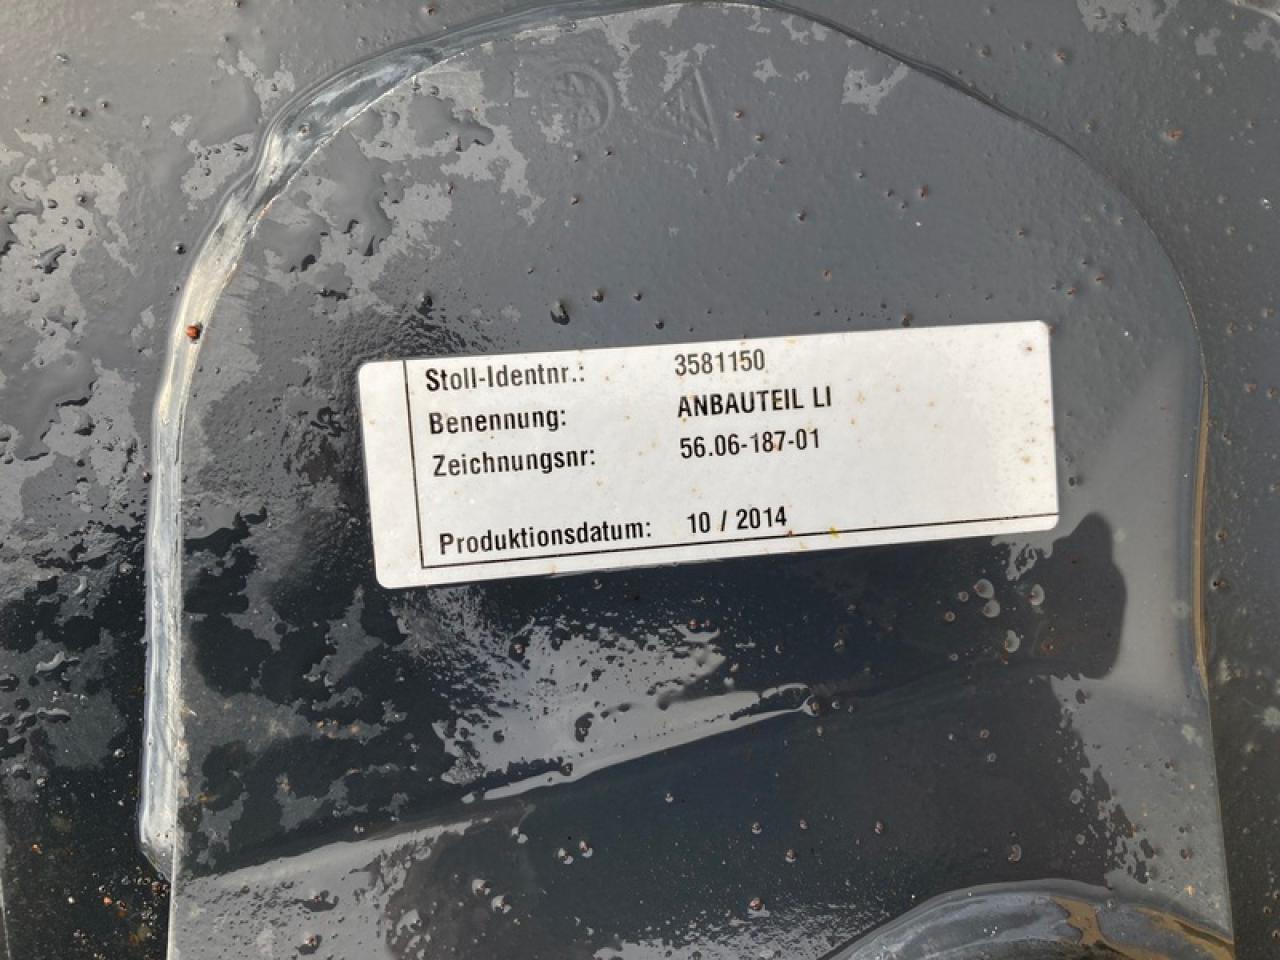 Stoll-Identnr.: 3581150
Benennung: ANBAUTEIL LI
Zeichnungsnr: 56.06-187-01
Produktionsdatum: 10 / 2014